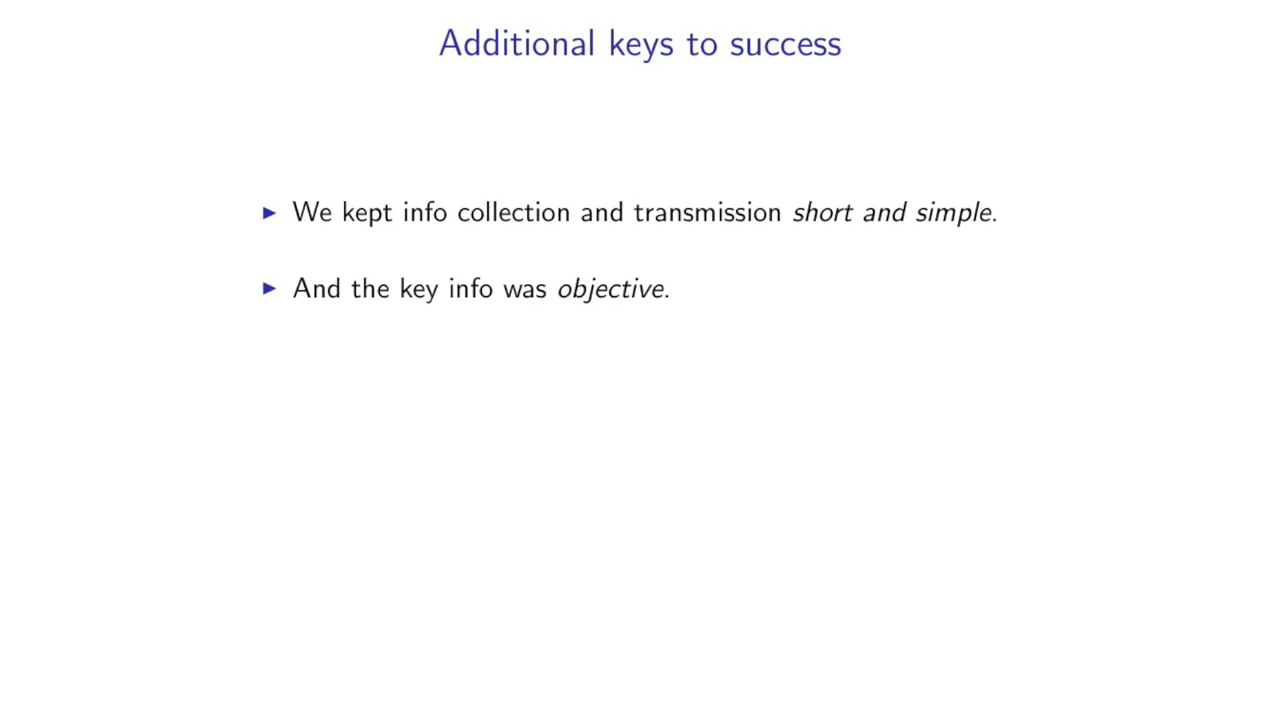 Additional keys to success
▶ We kept info collection and transmission short and simple.
▶ And the key info was objective.